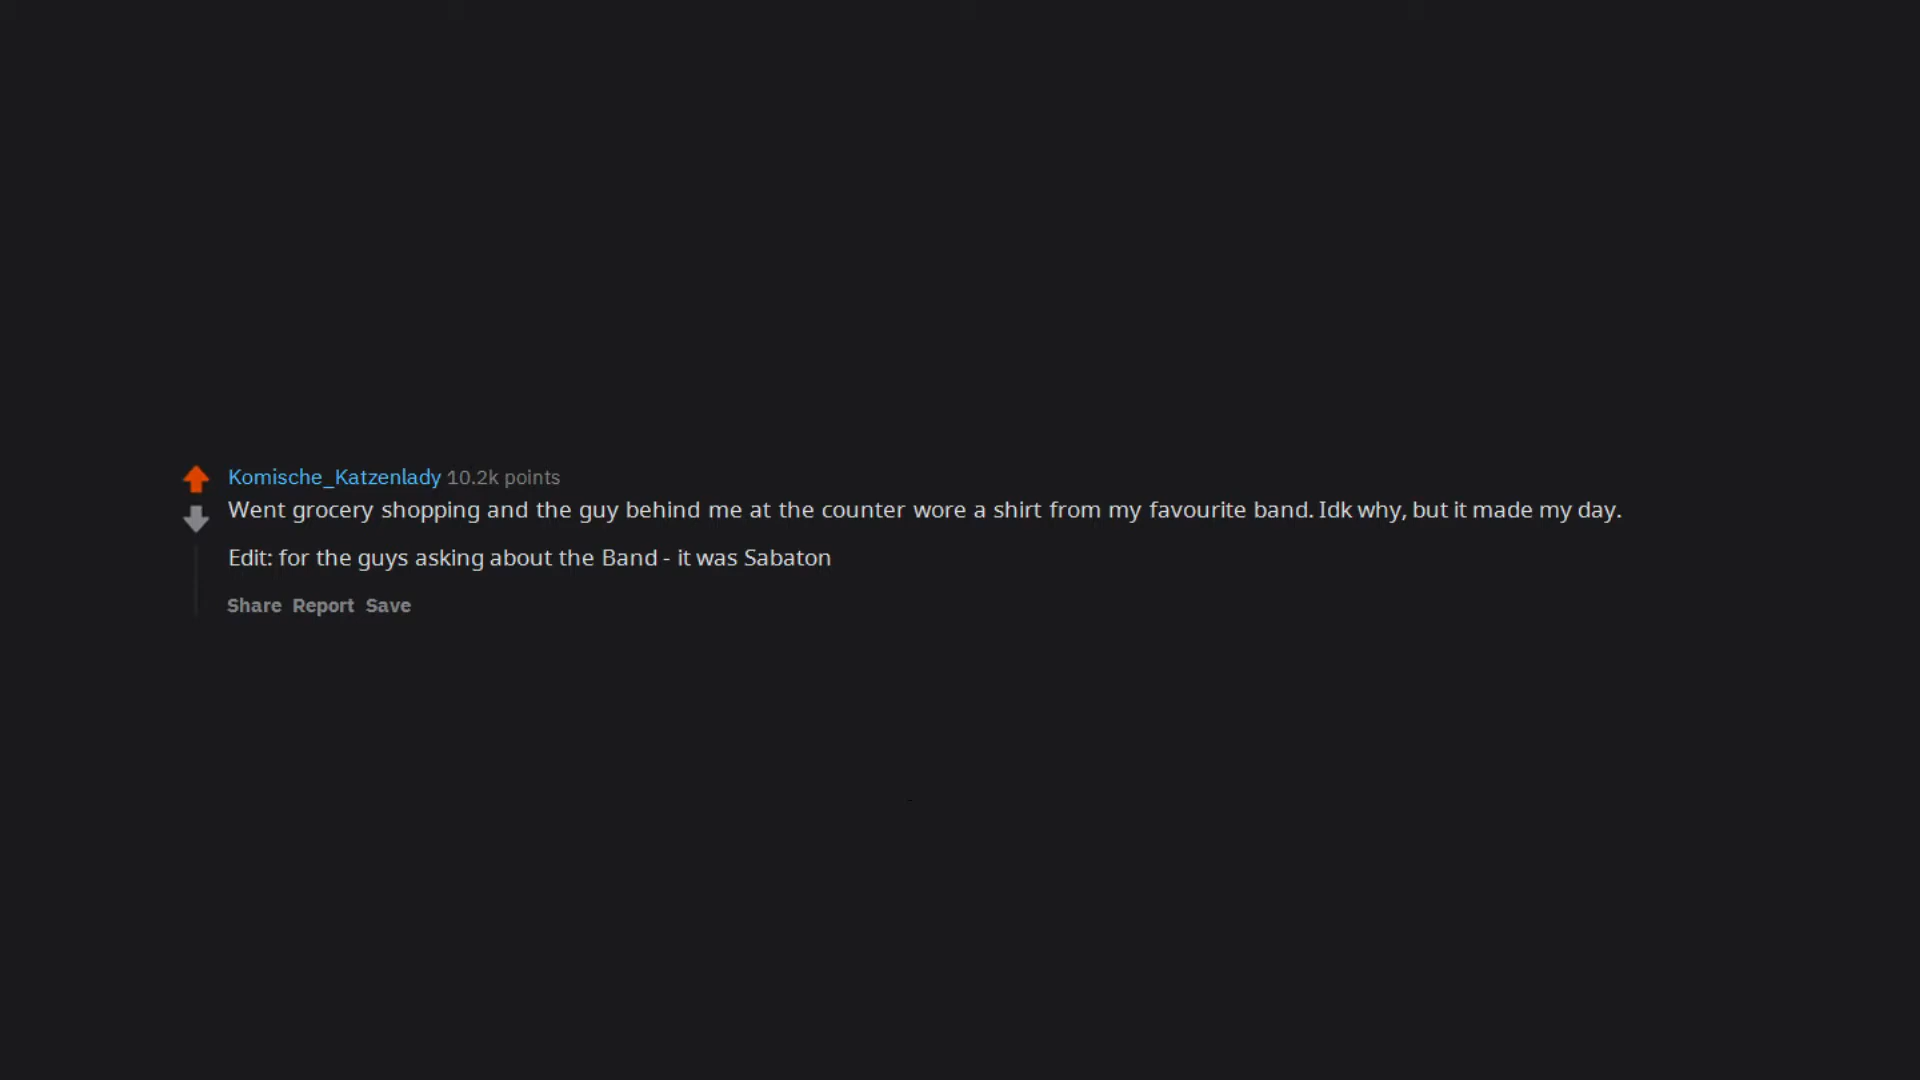 Komische_Katzenlady 10.2k points
Went grocery shopping and the guy behind me at the counter wore a shirt from my favourite band. Idk why, but it made my day.
Edit: for the guys asking about the Band - it was Sabaton
Share Report Save